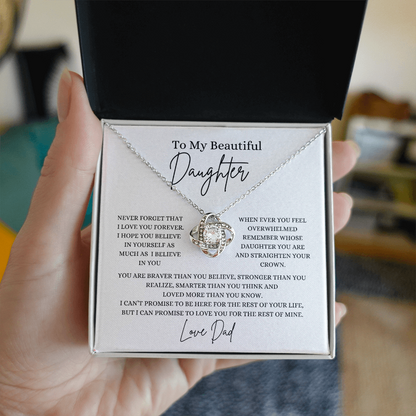 To My Beautiful
Daughter
NEVER FORGET THAT
I LOVE YOU FOREVER.
I HOPE YOU BELIEVE
IN YOURSELF AS
MUCH AS I BELIEVE
IN YOU
WHEN EVER YOU FEEL
OVERWHELMED
REMEMBER WHOSE
DAUGHTER YOU ARE
AND STRAIGHTEN YOUR
CROWN.
YOU ARE BRAVER THAN YOU BELIEVE, STRONGER THAN YOU
REALIZE, SMARTER THAN YOU THINK AND
LOVED MORE THAN YOU KNOW.
I CAN'T PROMISE TO BE HERE FOR THE REST OF YOUR LIFE,
BUT I CAN PROMISE TO LOVE YOU FOR THE REST OF MINE.
Love Dad